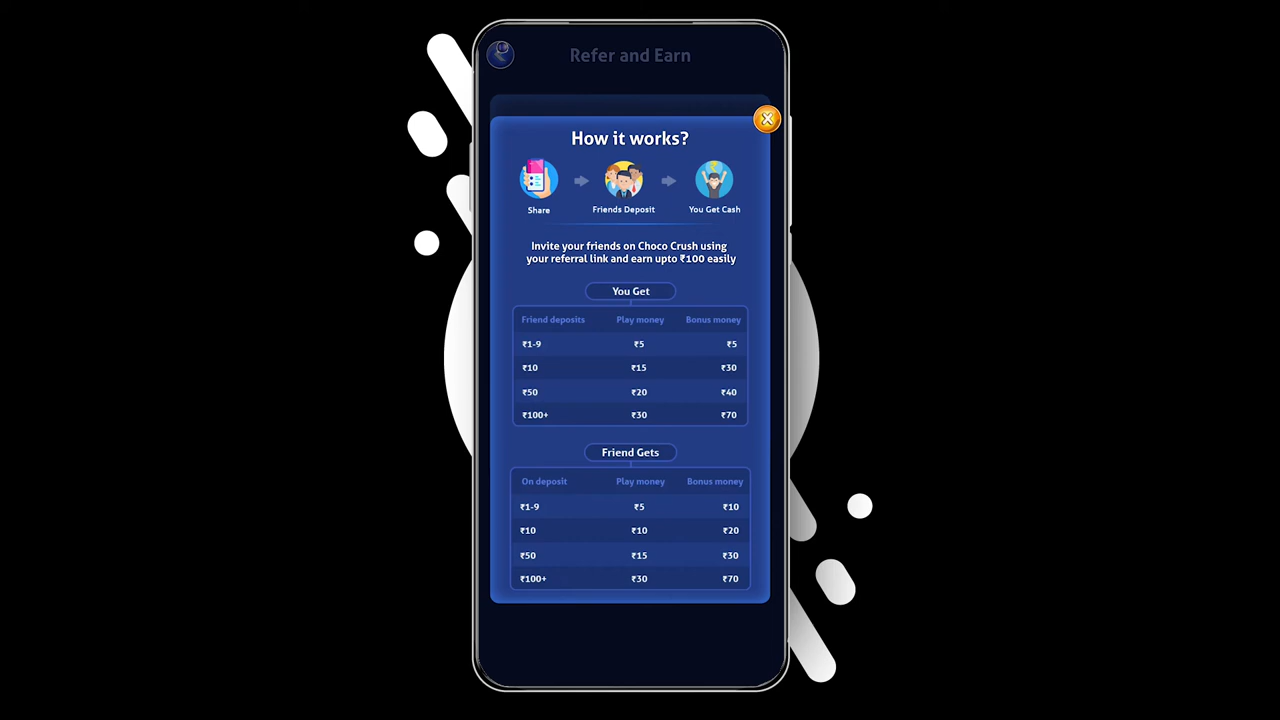 Refer and Earn
How it works?
Share
Friends Deposit
You Get Cash
Invite your friends on Choco Crush using
your referral link and earn upto ₹100 easily
You Get
Friend deposits Play money Bonus money
₹1-9 ₹5 ₹5
₹10 ₹15 ₹30
₹50 ₹20 ₹40
₹100+ ₹30 ₹70
Friend Gets
On deposit Play money Bonus money
₹1-9 ₹5 ₹10
₹10 ₹10 ₹20
₹50 ₹15 ₹30
₹100+ ₹30 ₹70